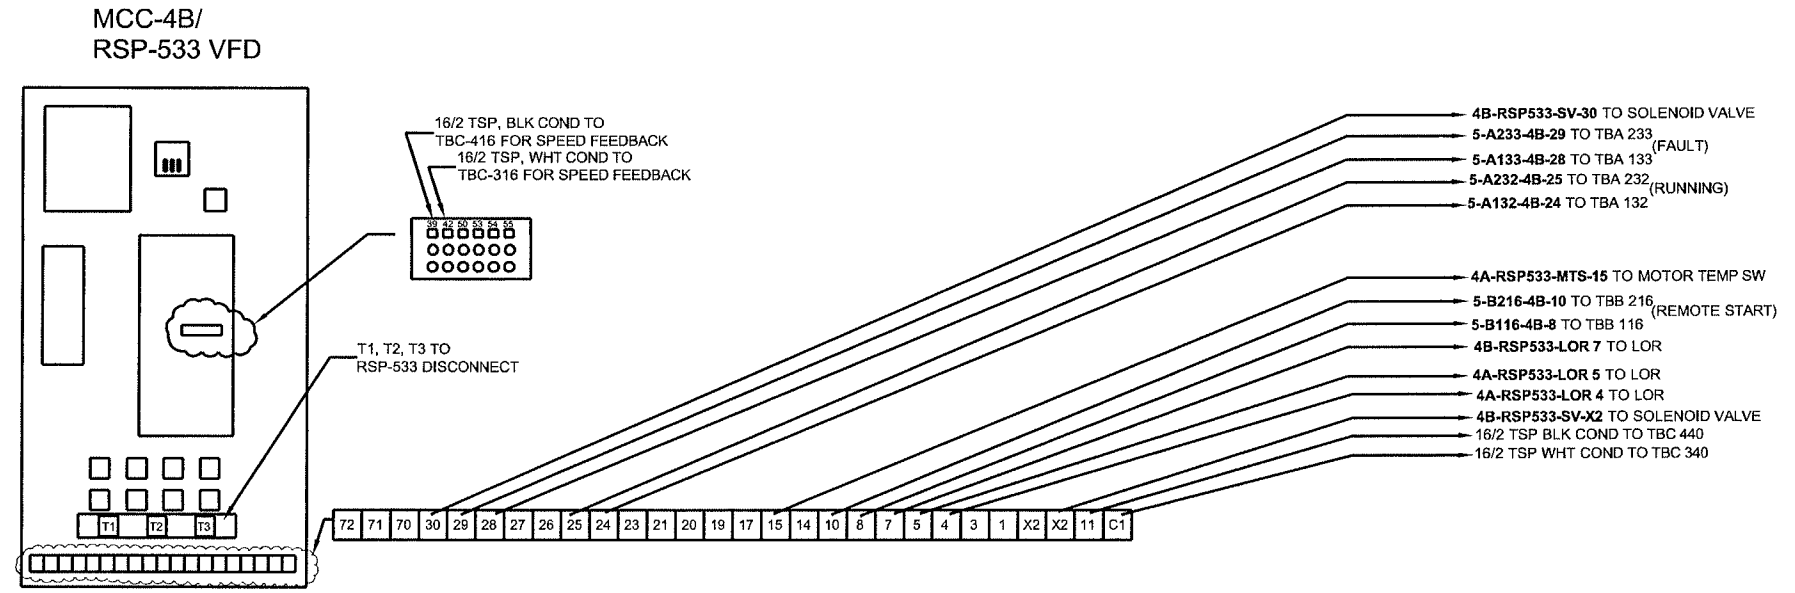 MCC-4B/
RSP-533 VFD
16/2 TSP, BLK COND TO
TBC-416 FOR SPEED FEEDBACK
16/2 TSP, WHT COND TO
TBC-316 FOR SPEED FEEDBACK
39 42 50 53 54 55
T1, T2, T3 TO
RSP-533 DISCONNECT
T1 T2 T3
4B-RSP533-SV-30 TO SOLENOID VALVE
5-A233-4B-29 TO TBA 233
(FAULT)
5-A133-4B-28 TO TBA 133
5-A232-4B-25 TO TBA 232
(RUNNING)
5-A132-4B-24 TO TBA 132
4A-RSP533-MTS-15 TO MOTOR TEMP SW
5-B216-4B-10 TO TBB 216
(REMOTE START)
5-B116-4B-8 TO TBB 116
4B-RSP533-LOR 7 TO LOR
4A-RSP533-LOR 5 TO LOR
4A-RSP533-LOR 4 TO LOR
4B-RSP533-SV-X2 TO SOLENOID VALVE
16/2 TSP BLK COND TO TBC 440
16/2 TSP WHT COND TO TBC 340
72 71 70 30 29 28 27 26 25 24 23 21 20 19 17 15 14 10 8 7 5 4 3 1 X2 X2 11 C1